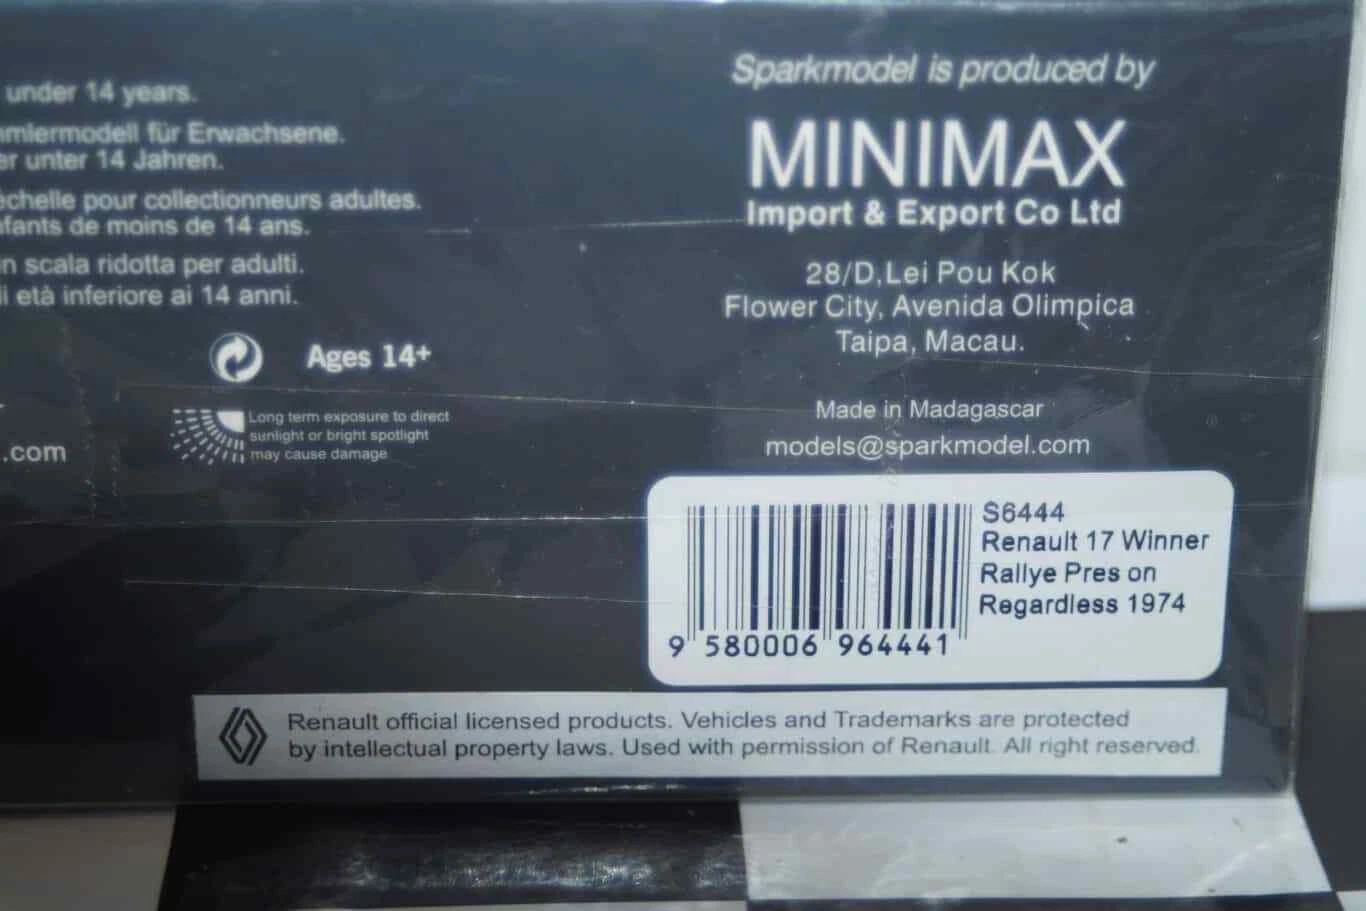 under 14 years.
mlermodell für Erwachsene.
er unter 14 Jahren.
échelle pour collectionneurs adultes.
nfants de moins de 14 ans.
in scala ridotta per adulti.
di età inferiore ai 14 anni.
Ages 14+
Long term exposure to direct
sunlight or bright spotlight
may cause damage
.com
Sparkmodel is produced by
MINIMAX
Import & Export Co Ltd
28/D,Lei Pou Kok
Flower City, Avenida Olimpica
Taipa, Macau.
Made in Madagascar
models@sparkmodel.com
S6444
Renault 17 Winner
Rallye Pres on
Regardless 1974
9 580006 964441
Renault official licensed products. Vehicles and Trademarks are protected
by intellectual property laws. Used with permission of Renault. All right reserved.